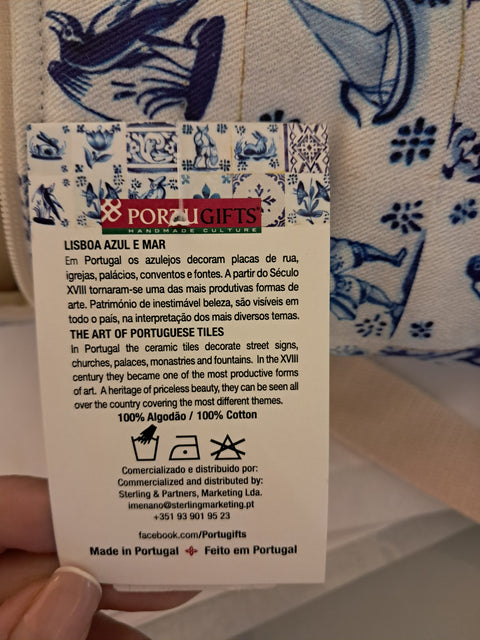 PORTUGIFTS
HANDMADE CULTURE
LISBOA AZUL E MAR
Em Portugal os azulejos decoram placas de rua,
igrejas, palácios, conventos e fontes. A partir do Século
XVIII tornaram-se uma das mais produtivas formas de
arte. Património de inestimável beleza, são visíveis em
todo o país, na interpretação dos mais diversos temas.
THE ART OF PORTUGUESE TILES
In Portugal the ceramic tiles decorate street signs,
churches, palaces, monastries and fountains. In the XVIII
century they became one of the most productive forms
of art. A heritage of priceless beauty, they can be seen all
over the country covering the most different themes.
100% Algodão / 100% Cotton
Comercializado e distribuido por:
Commercialized and distributed by:
Sterling & Partners, Marketing Lda.
imenano@sterlingmarketing.pt
+351 93 901 95 23
facebook.com/Portugifts
Made in Portugal Feito em Portugal